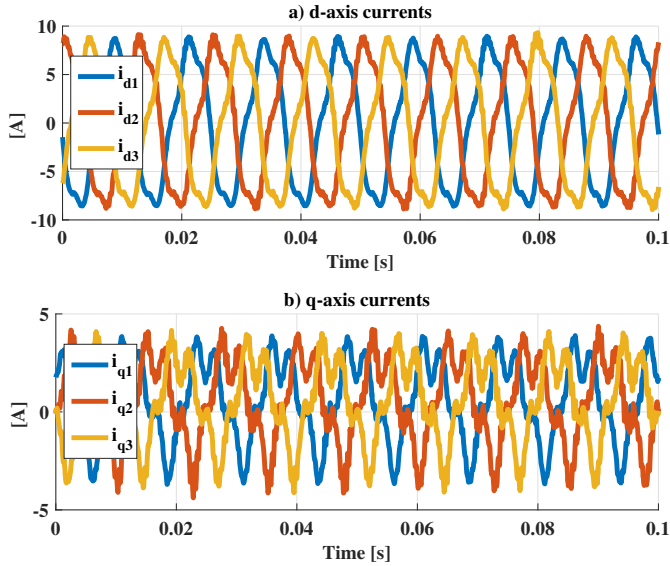 a) d-axis currents
10
5
0
-5
-10
[A]
i_d1
i_d2
i_d3
0 0.02 0.04 0.06 0.08 0.1
Time [s]
b) q-axis currents
5
0
-5
[A]
i_q1
i_q2
i_q3
0 0.02 0.04 0.06 0.08 0.1
Time [s]